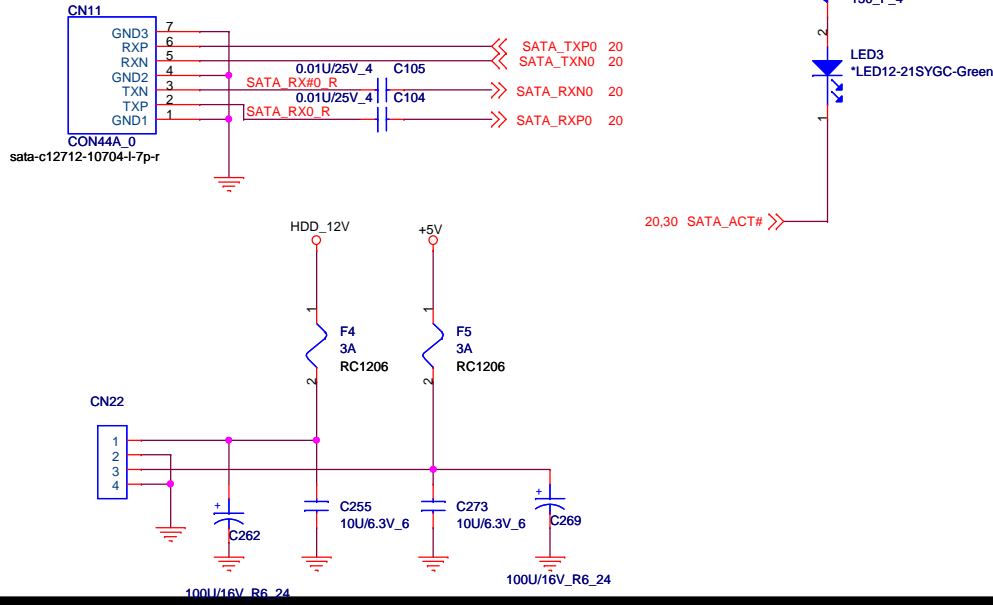 CN11
GND3 7
RXP 6
RXN 5
GND2 4
TXN 3
TXP 2
GND1 1
CON44A_0
sata-c12712-10704-l-7p-r
SATA_TXP0 20
SATA_TXN0 20
0.01U/25V_4 C105
SATA_RX#0_R
SATA_RXN0 20
0.01U/25V_4 C104
SATA_RX0_R
SATA_RXP0 20
2
LED3
*LED12-21SYGC-Green
1
20,30 SATA_ACT#
HDD_12V
+5V
1
F4
3A
RC1206
2
1
F5
3A
RC1206
2
CN22
1
2
3
4
+
C262
100U/16V_R6_24
C255
10U/6.3V_6
C273
10U/6.3V_6
+
C269
100U/16V_R6_24